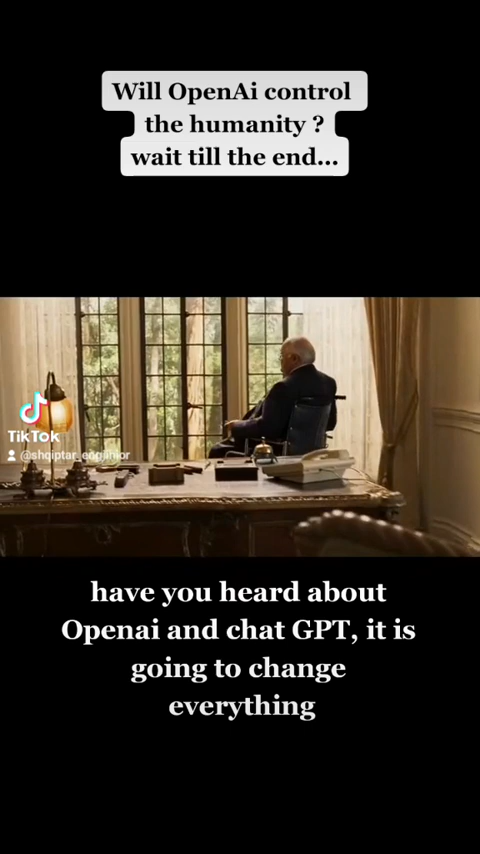 Will OpenAi control
the humanity ?
wait till the end...
TikTok
@shqiptar_enginior
have you heard about
Openai and chat GPT, it is
going to change
everything